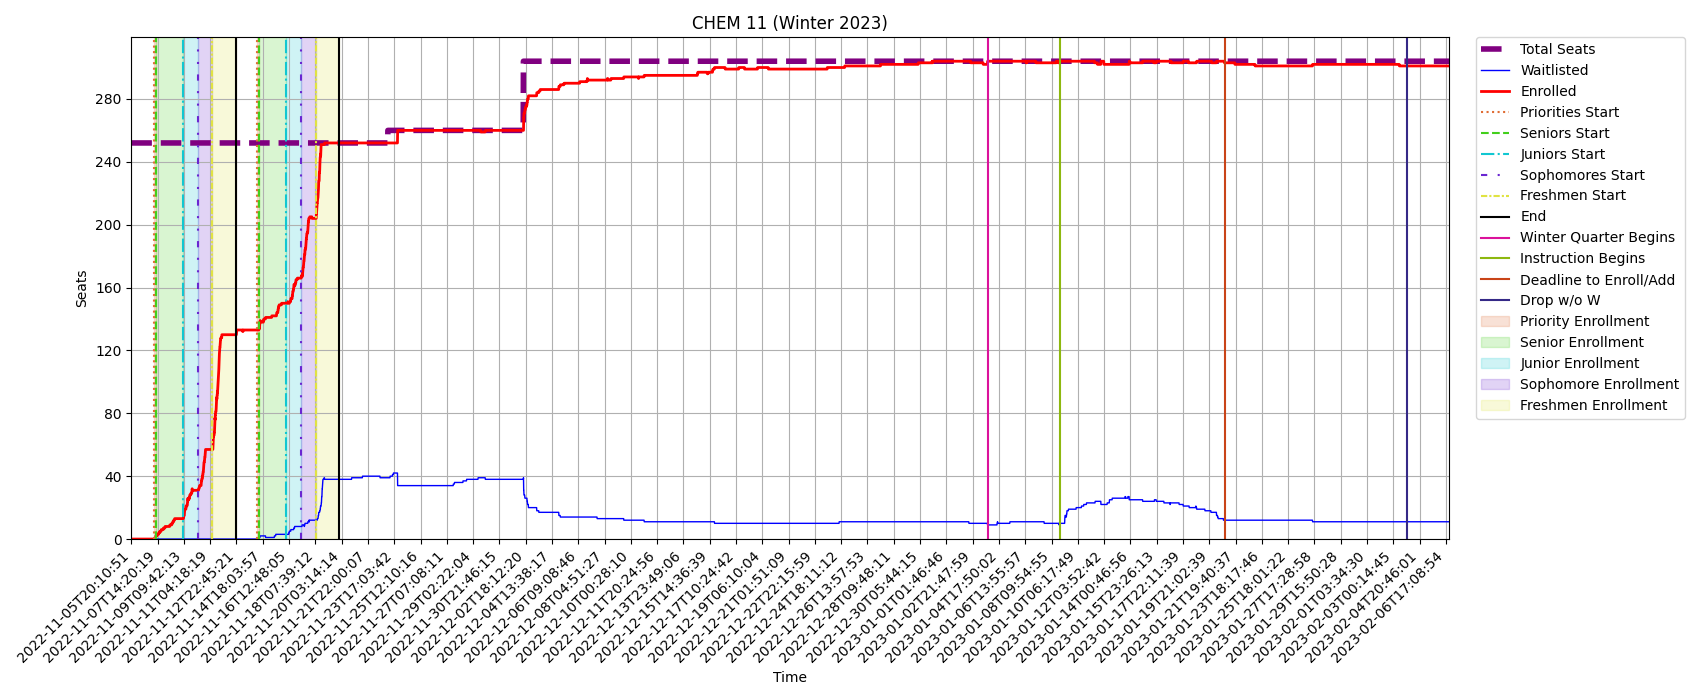 CHEM 11 (Winter 2023)
Seats
280
240
200
160
120
80
40
0
2022-11-05T20:10:51
2022-11-07T14:20:19
2022-11-09T09:42:13
2022-11-11T04:18:19
2022-11-12T22:45:21
2022-11-14T18:03:57
2022-11-16T12:48:05
2022-11-18T07:39:12
2022-11-20T03:14:14
2022-11-21T22:00:07
2022-11-23T17:03:42
2022-11-25T12:10:16
2022-11-27T07:08:11
2022-11-29T02:22:04
2022-11-30T21:46:15
2022-12-02T18:12:20
2022-12-04T13:38:17
2022-12-06T09:08:46
2022-12-08T04:51:27
2022-12-10T00:28:10
2022-12-11T20:24:56
2022-12-13T23:49:06
2022-12-15T14:36:39
2022-12-17T10:24:42
2022-12-19T06:10:04
2022-12-21T01:51:09
2022-12-22T22:15:59
2022-12-24T18:11:12
2022-12-26T13:57:53
2022-12-28T09:48:11
2022-12-30T05:44:15
2023-01-01T01:46:46
2023-01-02T21:47:59
2023-01-04T17:50:02
2023-01-06T13:55:57
2023-01-08T09:54:55
2023-01-10T06:17:49
2023-01-12T03:52:42
2023-01-14T00:46:56
2023-01-15T23:26:13
2023-01-17T22:11:39
2023-01-19T21:02:39
2023-01-21T19:40:37
2023-01-23T18:17:46
2023-01-25T18:01:22
2023-01-27T17:28:58
2023-01-29T15:50:28
2023-02-01T03:34:30
2023-02-03T00:14:45
2023-02-04T20:46:01
2023-02-06T17:08:54
Time
Total Seats
Waitlisted
Enrolled
Priorities Start
Seniors Start
Juniors Start
Sophomores Start
Freshmen Start
End
Winter Quarter Begins
Instruction Begins
Deadline to Enroll/Add
Drop w/o W
Priority Enrollment
Senior Enrollment
Junior Enrollment
Sophomore Enrollment
Freshmen Enrollment